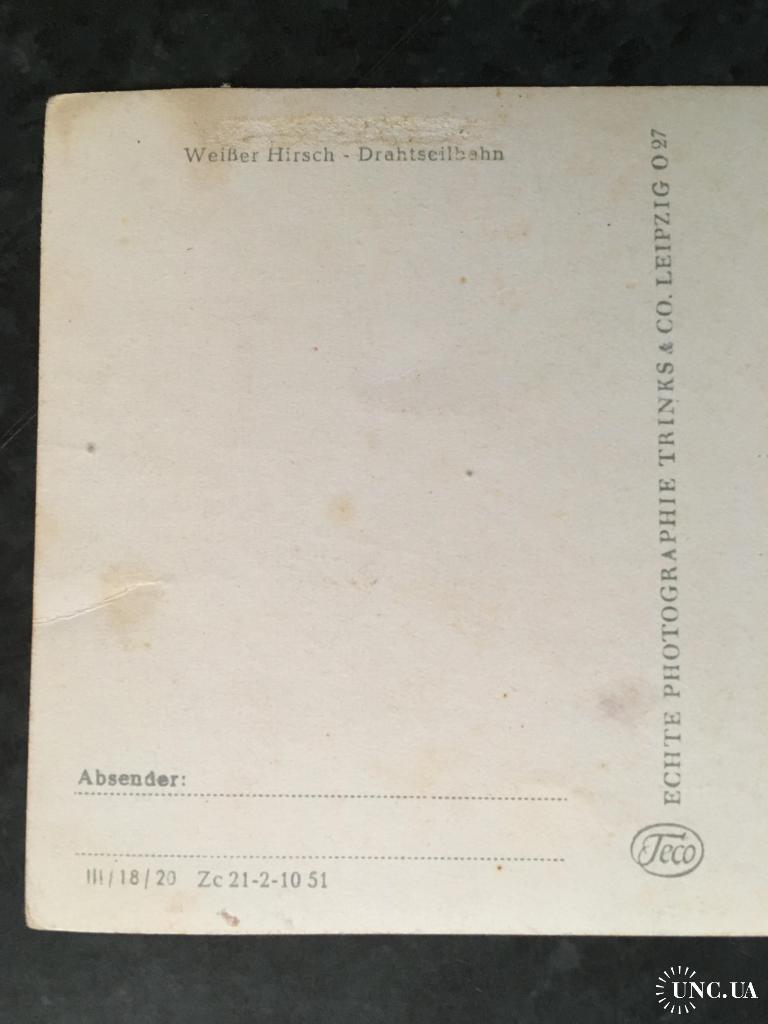 Weißer Hirsch - Drahtseilbahn
ECHTE PHOTOGRAPHIE TRINKS & CO. LEIPZIG O 27
Absender:
Teco
III/18/20 Zc 21-2-10 51
UNC.UA